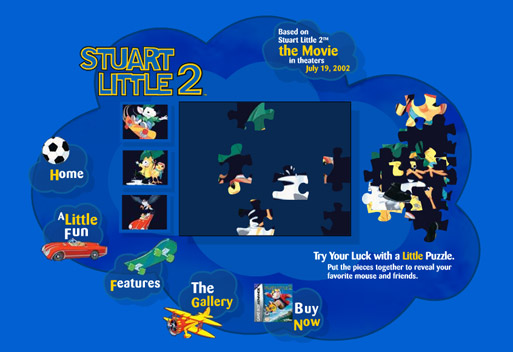 Based on
Stuart Little 2™
the Movie
in theaters
July 19, 2002
STUART
LITTLE 2™
Home
A Little
Fun
Features
The
Gallery
Buy
Now
Try Your Luck with a Little Puzzle.
Put the pieces together to reveal your
favorite mouse and friends.